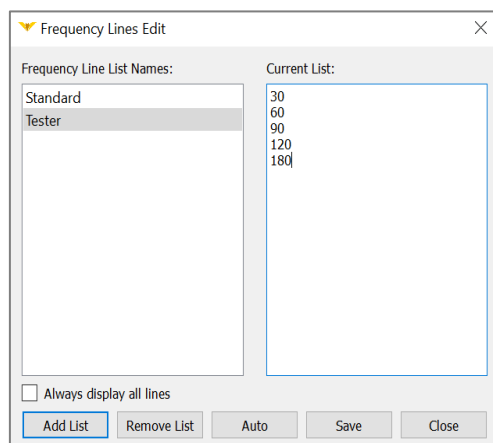 Frequency Lines Edit
Frequency Line List Names:
Current List:
Standard
Tester
30
60
90
120
180
Always display all lines
Add List
Remove List
Auto
Save
Close